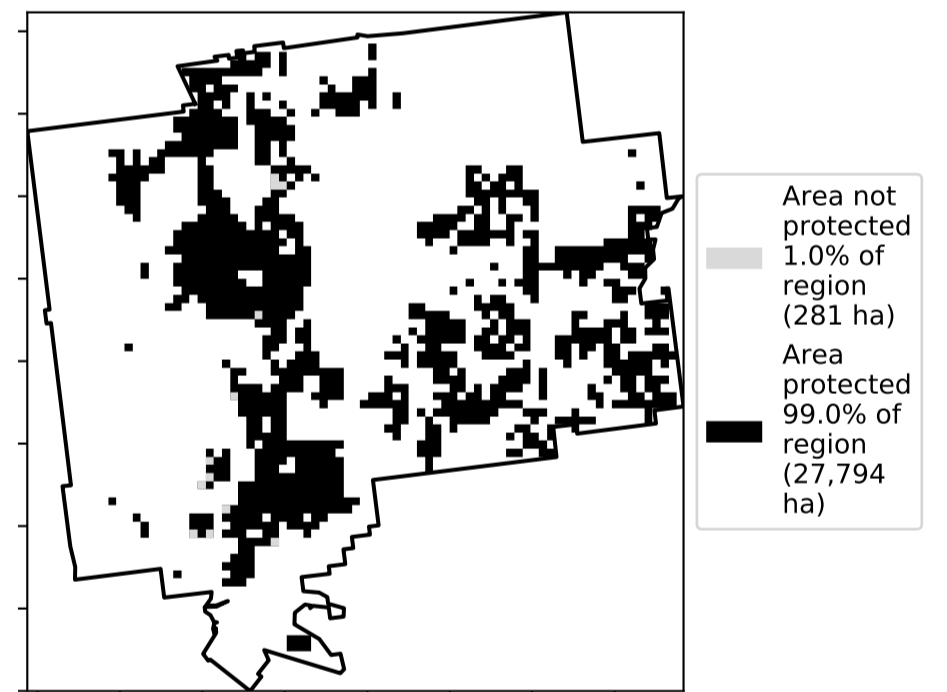 Area not
protected
1.0% of
region
(281 ha)
Area
protected
99.0% of
region
(27,794
ha)